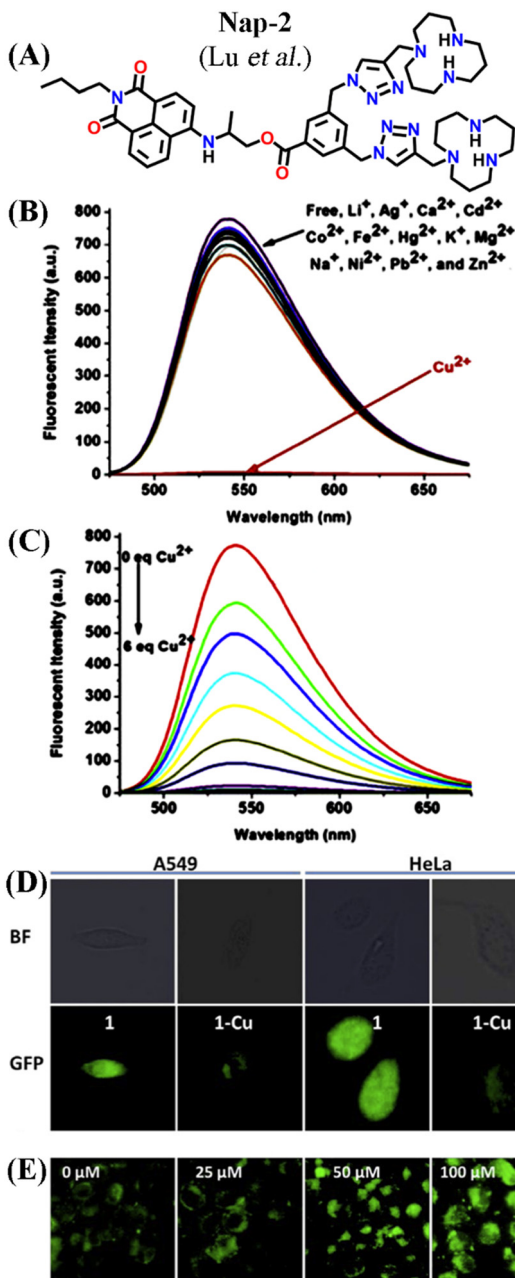 Nap-2
(A) (Lu et al.)
O
N
O
N
H
O
O
N
N=N
N
HN
H
N
N=N
N
N
HN
H
N
(B)
Free, Li+, Ag+, Ca2+, Cd2+
Co2+, Fe2+, Hg2+, K+, Mg2+
Na+, Ni2+, Pb2+, and Zn2+
Cu2+
Fluorescent Itensity (a.u.)
800
700
600
500
400
300
200
100
0
500 550 600 650
Wavelength (nm)
(C)
0 eq Cu2+
6 eq Cu2+
Fluorescent Itensity (a.u.)
800
700
600
500
400
300
200
100
0
500 550 600 650
Wavelength (nm)
A549 HeLa
(D)
BF
1 1-Cu 1 1-Cu
GFP
(E) 0 µM 25 µM 50 µM 100 µM